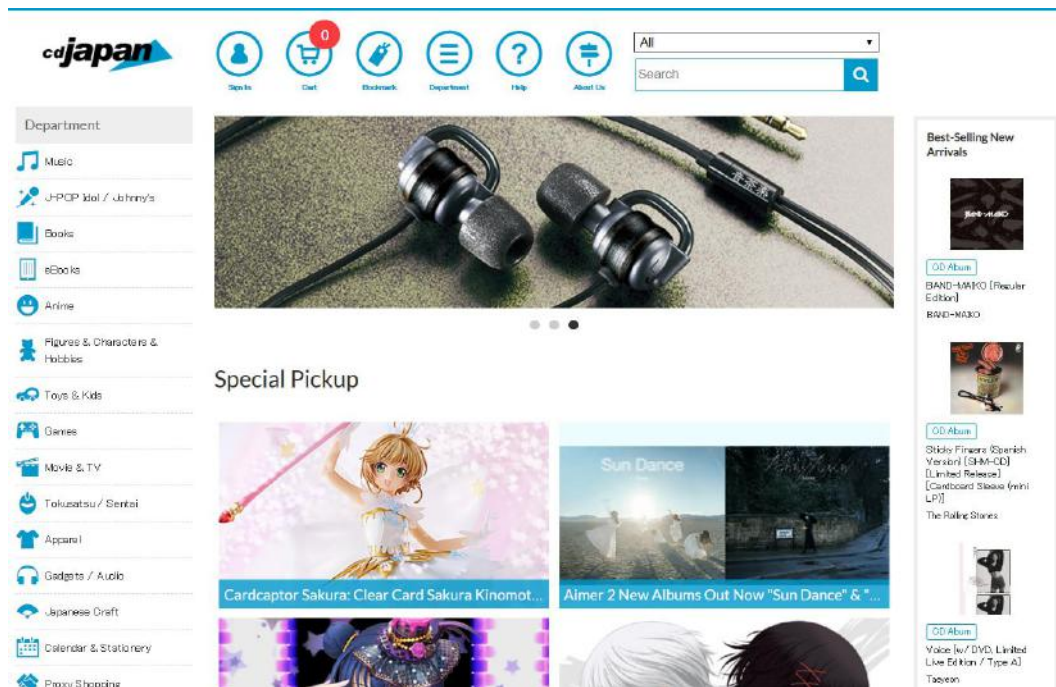 cdjapan
0
Sign In
Cart
Bookmark
Department
Help
About Us
All
Search
Department
Music
J-POP Idol / Johnny's
Books
eBooks
Anime
Figures & Characters &
Hobbies
Toys & Kids
Games
Movie & TV
Tokusatsu / Sentai
Apparel
Gadgets / Audio
Japanese Craft
Calendar & Stationery
Proxy Shopping
音茶楽
Special Pickup
Cardcaptor Sakura: Clear Card Sakura Kinomot...
Sun Dance
Aimer 2 New Albums Out Now "Sun Dance" & "...
Best-Selling New
Arrivals
BAND-MAIKO
CD Album
BAND-MAIKO [Regular
Edition]
BAND-MAIKO
CD Album
Sticky Fingers (Spanish
Version) [SHM-CD]
[Limited Release]
[Cardboard Sleeve (mini
LP)]
The Rolling Stones
CD Album
Voice [w/ DVD, Limited
Live Edition / Type A]
Taeyeon